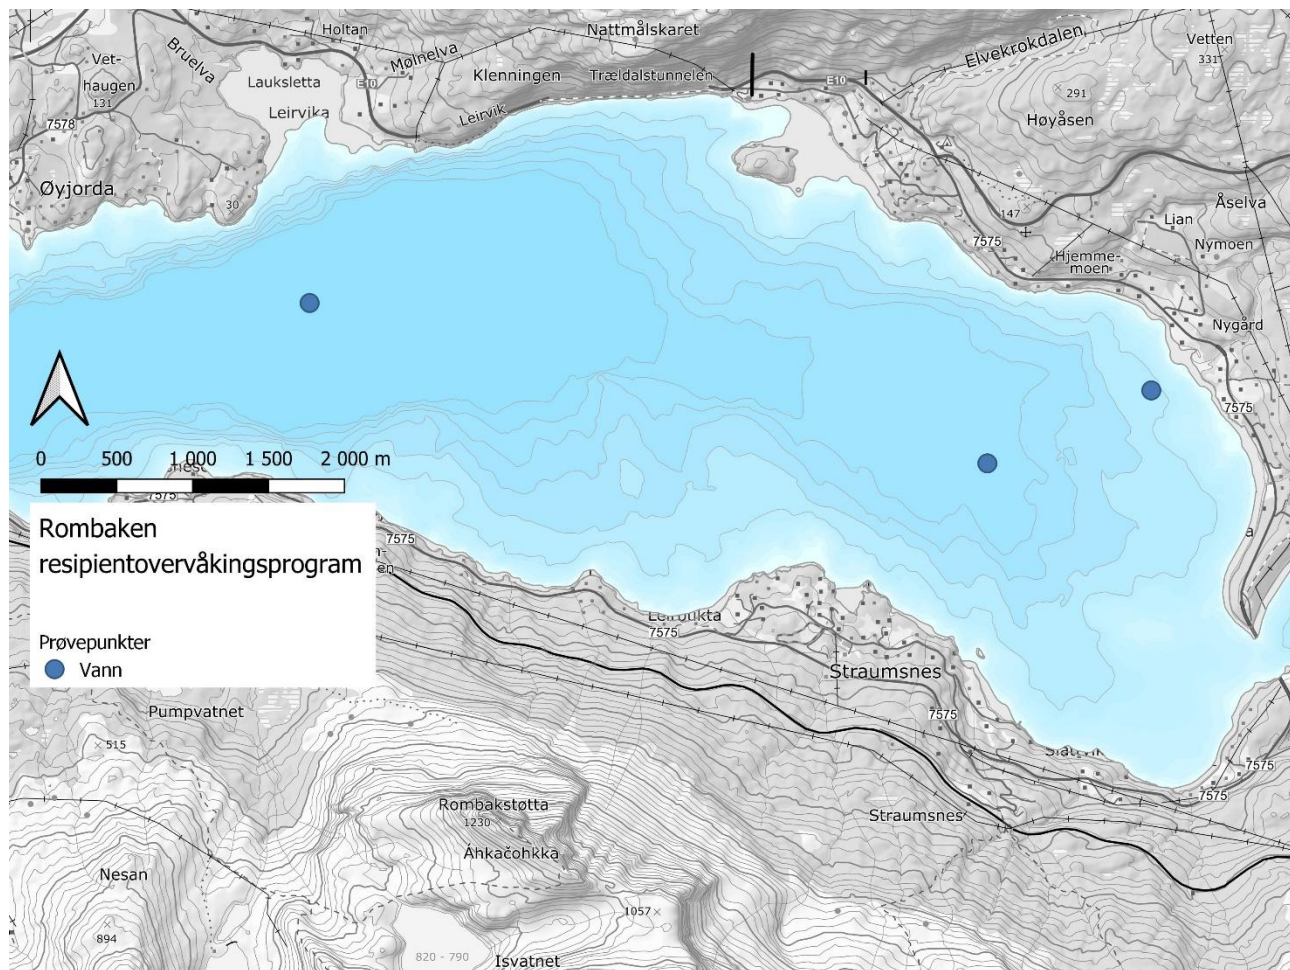 Holtan
Nattmålskaret
Elvekrokdalen
Vetten
331
Bruelva
Mølnelva
Vet-
haugen
131
Lauksletta
E10
Klenningen
Trældalstunnelen
E10
291
Høyåsen
Leirvika
Leirvik
7578
Øyjorda
30
147
Åselva
Lian
7575
Nymoen
Hjemme-
moen
Nygård
7575
0 500 1 000 1 500 2 000 m
7575
Rombaken
resipientovervåkingsprogram
7575
a
en
Prøvepunkter
Vann
Leirbukta
7575
Straumsnes
Pumpvatnet
7575
515
7575
7575
Rombakstøtta
1230
Straumsnes
Áhkačohkka
Nesan
1057
894
820 - 790
Isvatnet